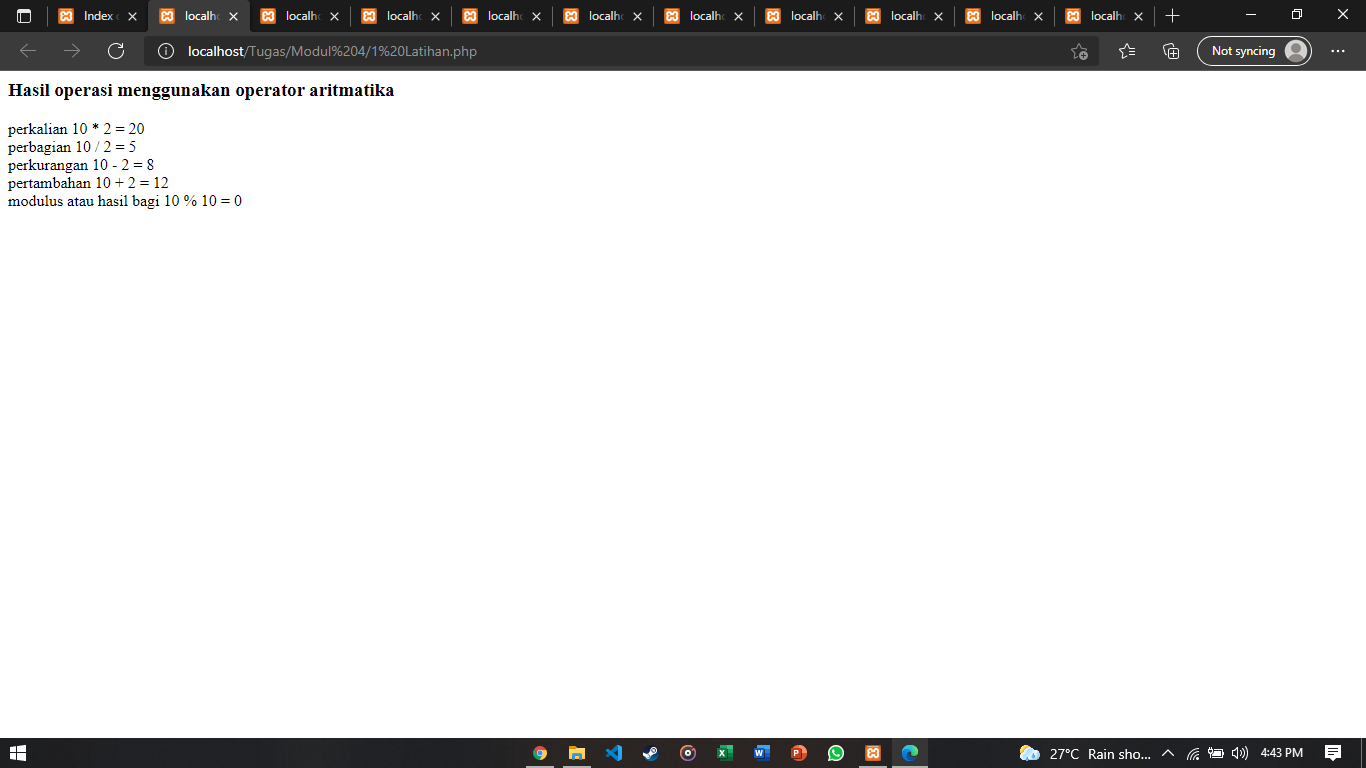 Index
localho
localho
localho
localho
localho
localho
localho
localho
localho
localho
localhost/Tugas/Modul%204/1%20Latihan.php
Not syncing
Hasil operasi menggunakan operator aritmatika
perkalian 10 * 2 = 20
perbagian 10 / 2 = 5
perkurangan 10 - 2 = 8
pertambahan 10 + 2 = 12
modulus atau hasil bagi 10 % 10 = 0
27°C Rain sho... 4:43 PM